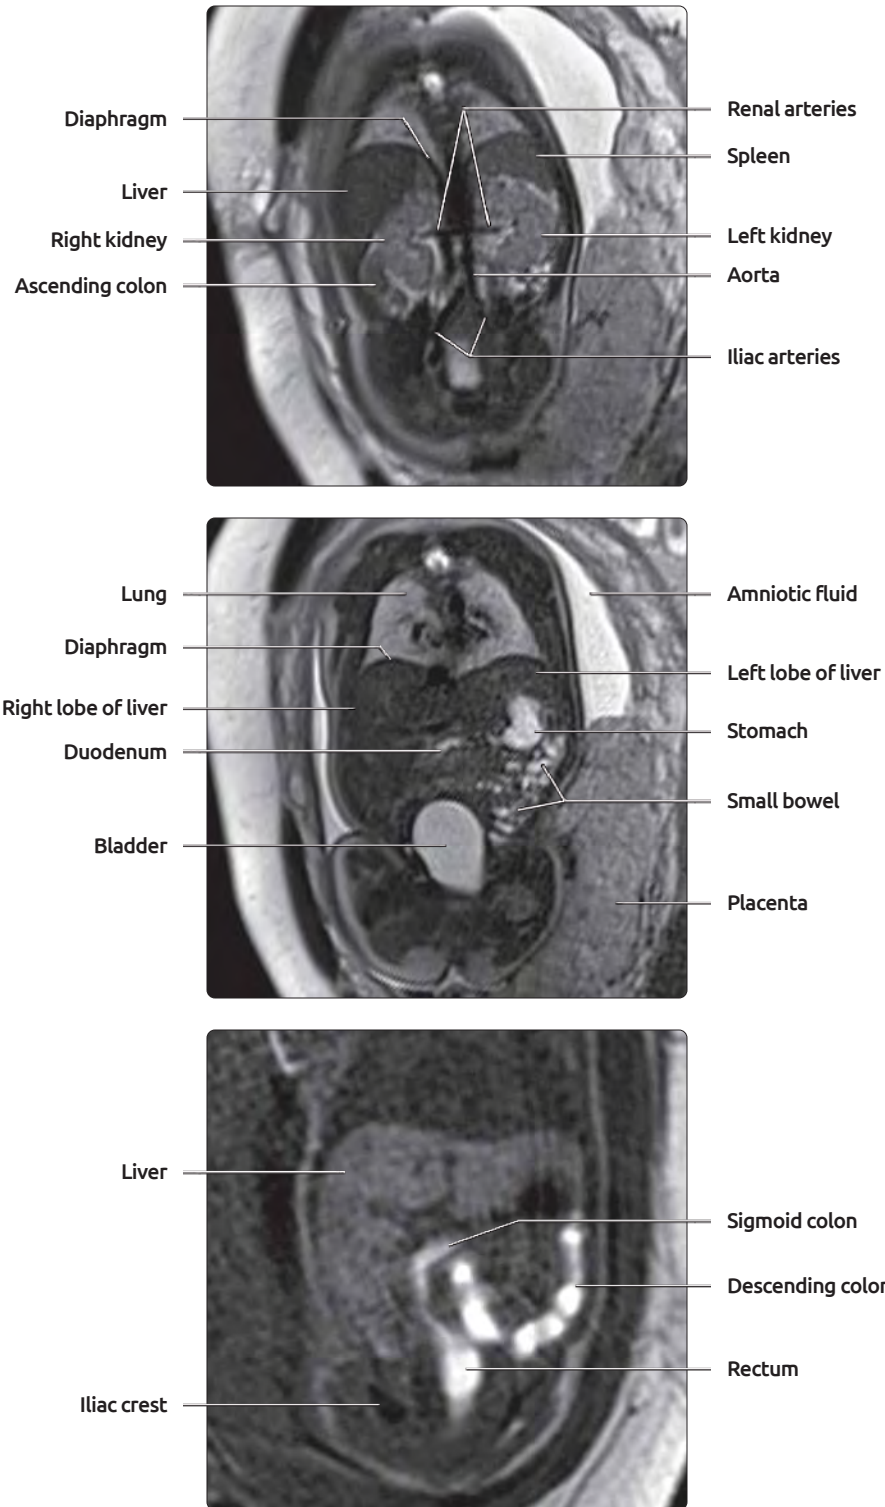 Diaphragm
Liver
Right kidney
Ascending colon
Renal arteries
Spleen
Left kidney
Aorta
Iliac arteries
Lung
Diaphragm
Right lobe of liver
Duodenum
Bladder
Amniotic fluid
Left lobe of liver
Stomach
Small bowel
Placenta
Liver
Iliac crest
Sigmoid colon
Descending colon
Rectum